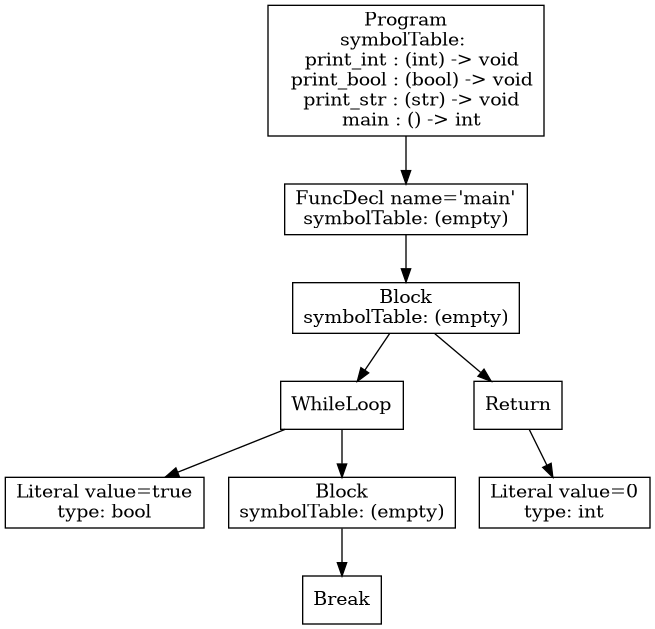 Program
symbolTable:
print_int : (int) -> void
print_bool : (bool) -> void
print_str : (str) -> void
main : () -> int
FuncDecl name='main'
symbolTable: (empty)
Block
symbolTable: (empty)
WhileLoop
Return
Literal value=true
type: bool
Block
symbolTable: (empty)
Literal value=0
type: int
Break